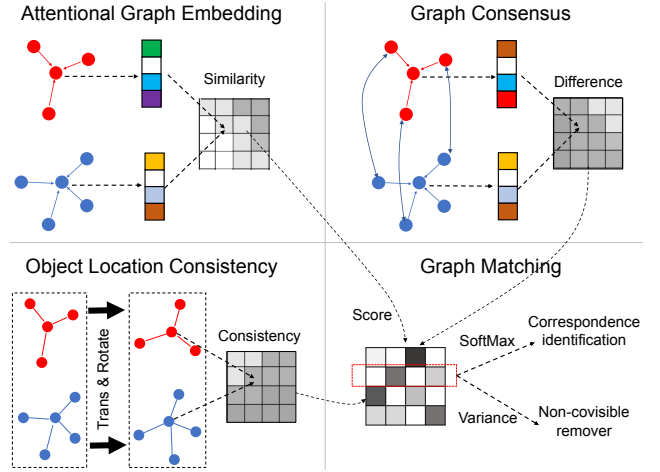 Attentional Graph Embedding
Similarity
Graph Consensus
Difference
Object Location Consistency
Trans & Rotate
Consistency
Graph Matching
Score
SoftMax
Variance
Correspondence
identification
Non-covisible
remover